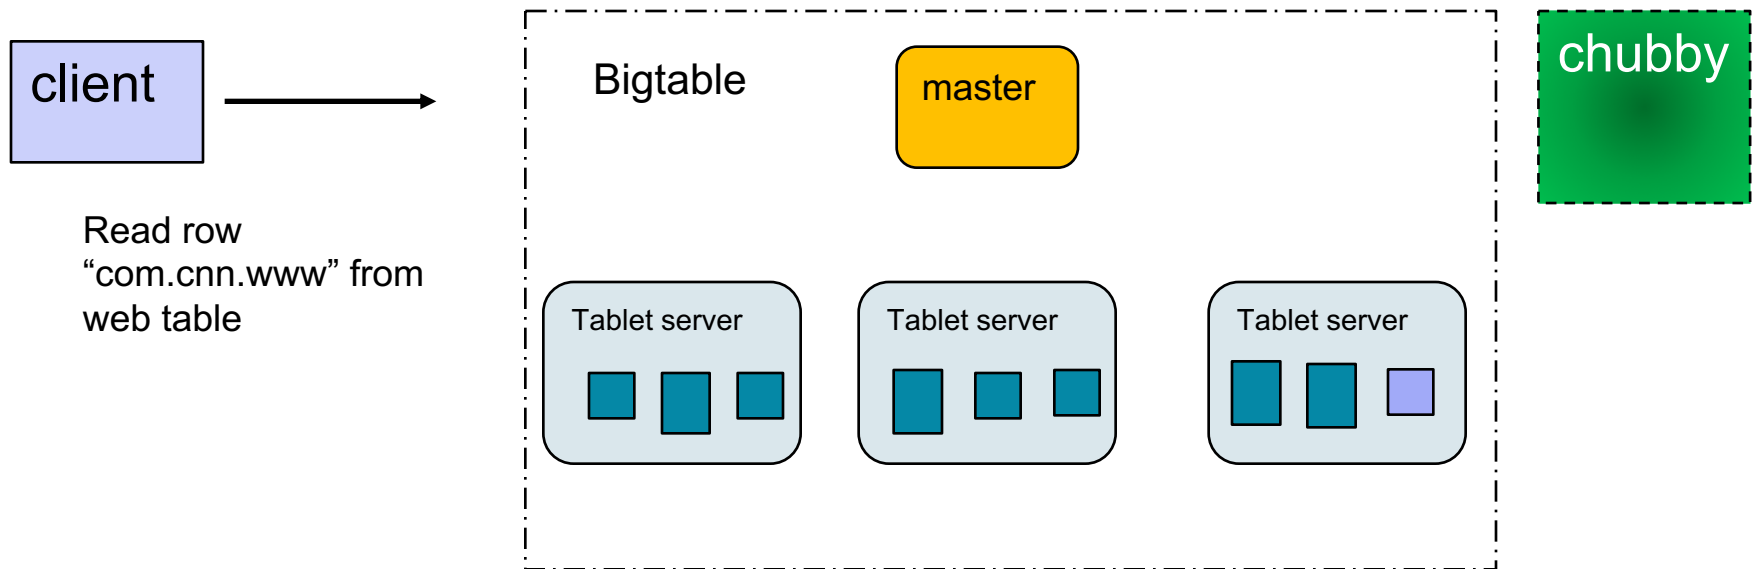 client
Bigtable
master
chubby
Read row
“com.cnn.www” from
web table
Tablet server
Tablet server
Tablet server